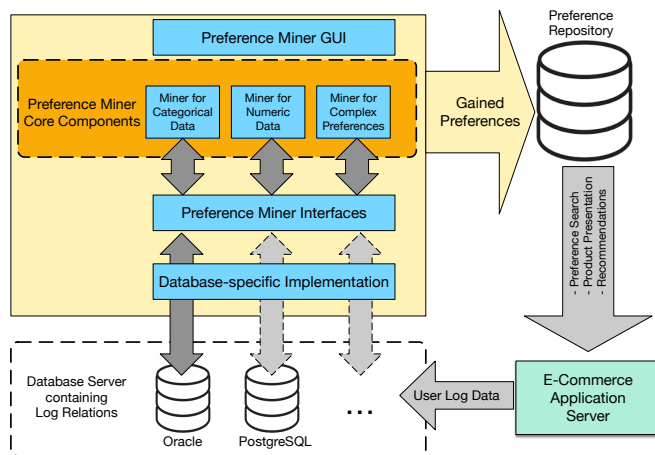 Preference Miner GUI
Preference
Repository
Preference Miner
Core Components
Miner for
Categorical
Data
Miner for
Numeric
Data
Miner for
Complex
Preferences
Gained
Preferences
Preference Miner Interfaces
- Preference Search
- Product Presentation
- Recommendations
Database-specific Implementation
Database Server
containing
Log Relations
Oracle
PostgreSQL
...
User Log Data
E-Commerce
Application
Server